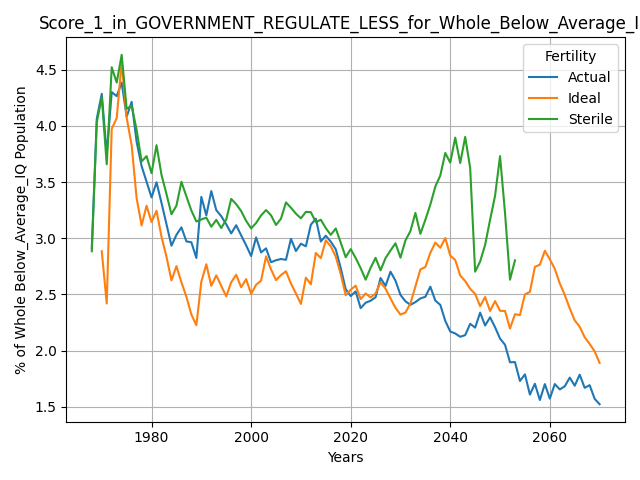 Score_1_in_GOVERNMENT_REGULATE_LESS_for_Whole_Below_Average_I
Fertility
Actual
Ideal
Sterile
% of Whole Below_Average_IQ Population
4.5
4.0
3.5
3.0
2.5
2.0
1.5
1980
2000
2020
2040
2060
Years